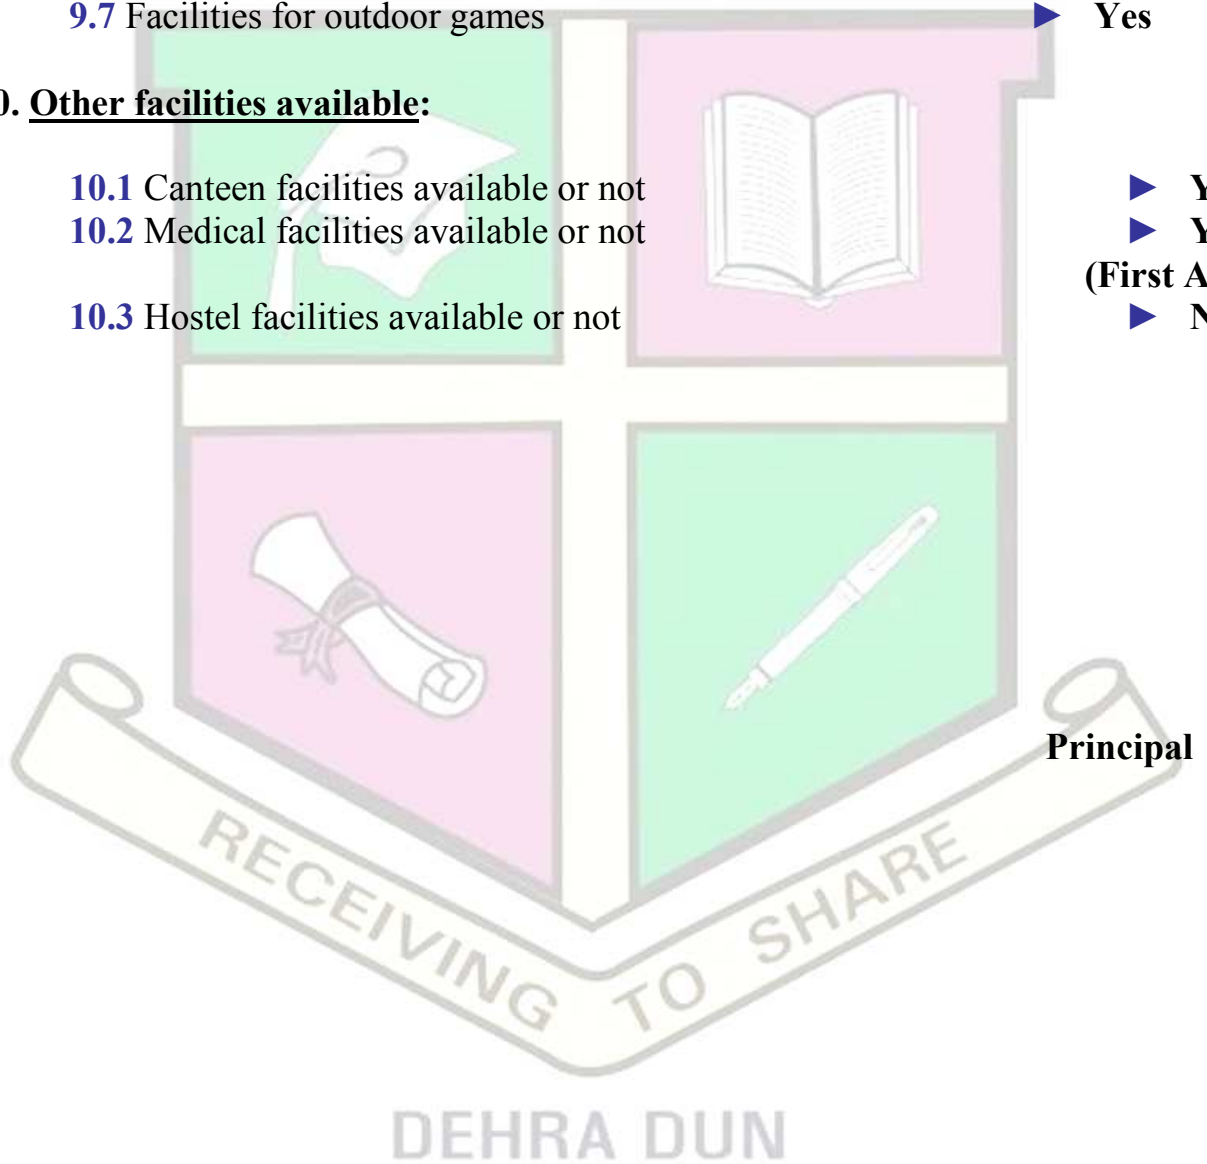 9.7 Facilities for outdoor games ► Yes
0. Other facilities available:
10.1 Canteen facilities available or not ► Y
10.2 Medical facilities available or not ► Y
(First A
10.3 Hostel facilities available or not ► N
Principal
RECEIVING TO SHARE
DEHRA DUN